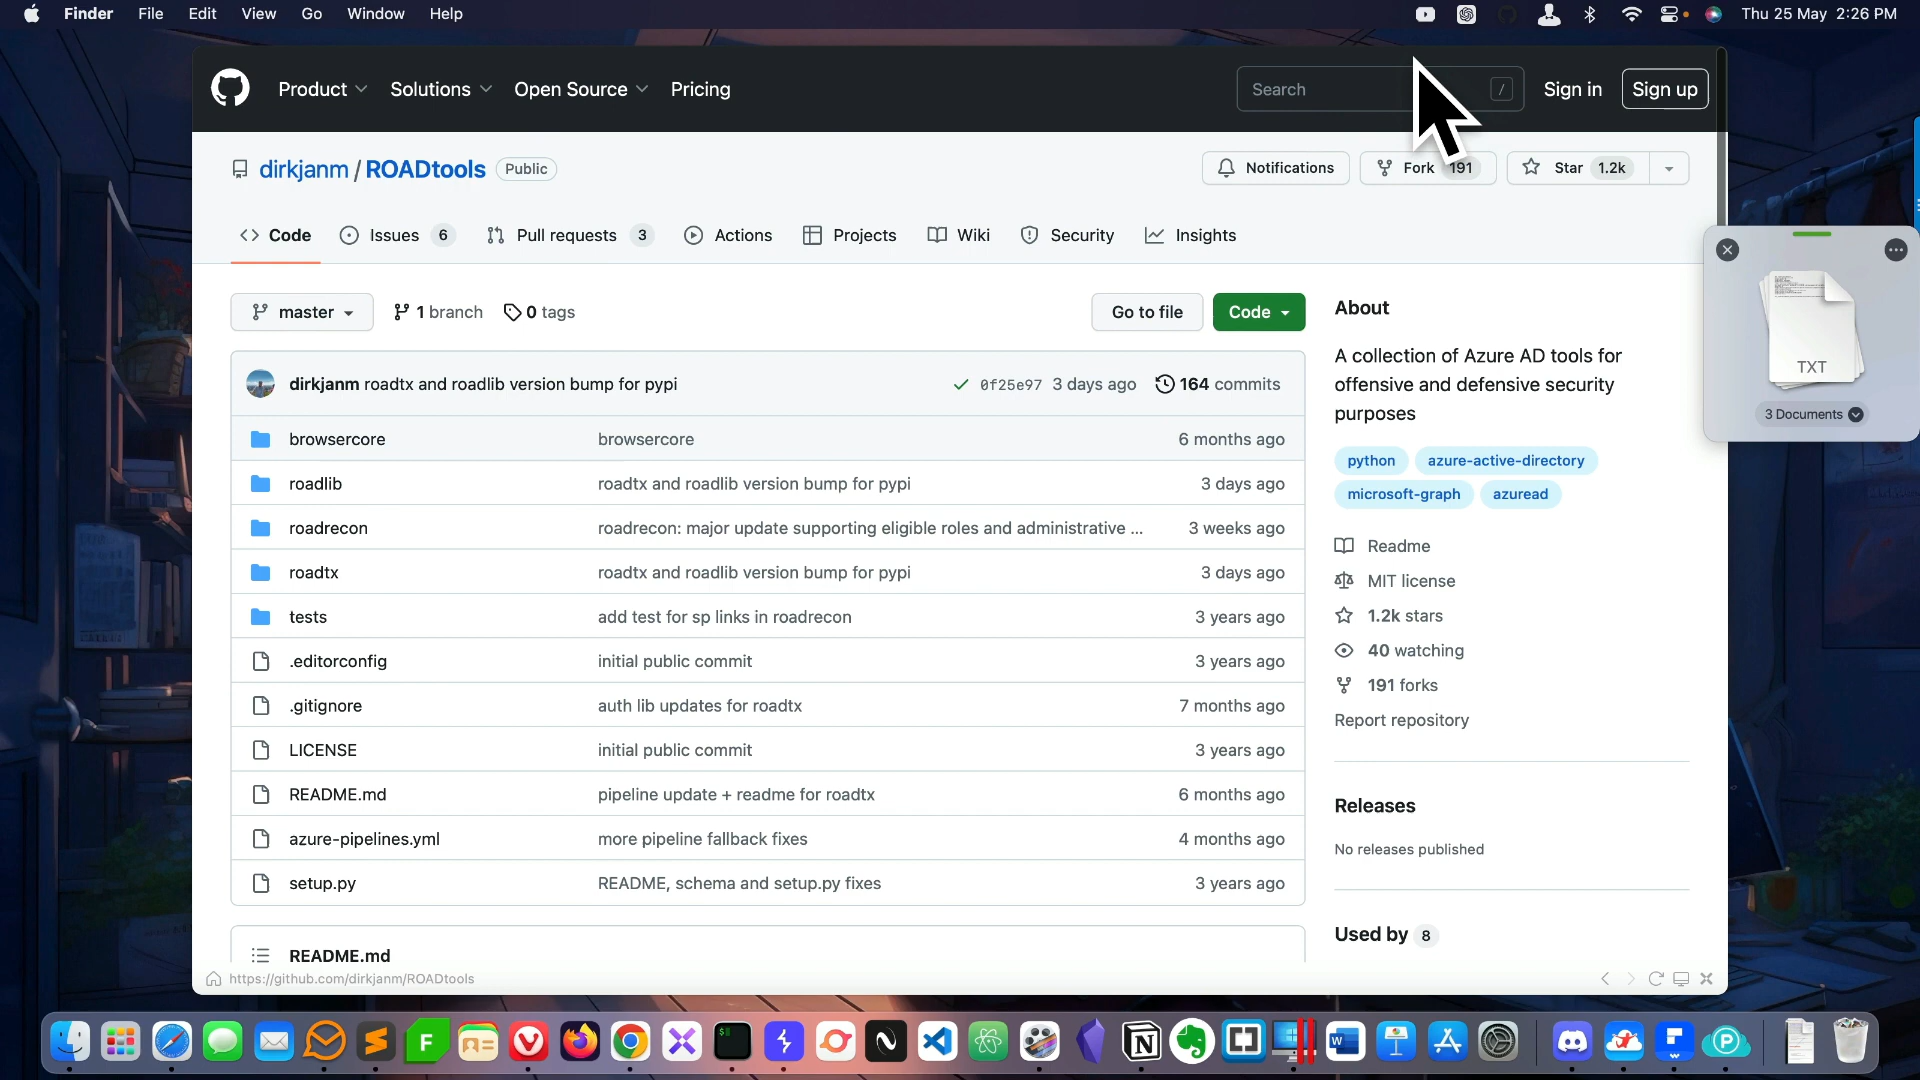 Finder File Edit View Go Window Help
Thu 25 May 2:26 PM
Product Solutions Open Source Pricing
Search /
Sign in
Sign up
dirkjanm / ROADtools Public
Notifications
Fork 191
Star 1.2k
Code
Issues 6
Pull requests 3
Actions
Projects
Wiki
Security
Insights
master
1 branch
0 tags
Go to file
Code
dirkjanm roadtx and roadlib version bump for pypi
0f25e97 3 days ago
164 commits
browsercore browsercore 6 months ago
roadlib roadtx and roadlib version bump for pypi 3 days ago
roadrecon roadrecon: major update supporting eligible roles and administrative ... 3 weeks ago
roadtx roadtx and roadlib version bump for pypi 3 days ago
tests add test for sp links in roadrecon 3 years ago
.editorconfig initial public commit 3 years ago
.gitignore auth lib updates for roadtx 7 months ago
LICENSE initial public commit 3 years ago
README.md pipeline update + readme for roadtx 6 months ago
azure-pipelines.yml more pipeline fallback fixes 4 months ago
setup.py README, schema and setup.py fixes 3 years ago
README.md
About
A collection of Azure AD tools for
offensive and defensive security
purposes
python azure-active-directory
microsoft-graph azuread
Readme
MIT license
1.2k stars
40 watching
191 forks
Report repository
Releases
No releases published
Used by 8
https://github.com/dirkjanm/ROADtools
TXT
3 Documents